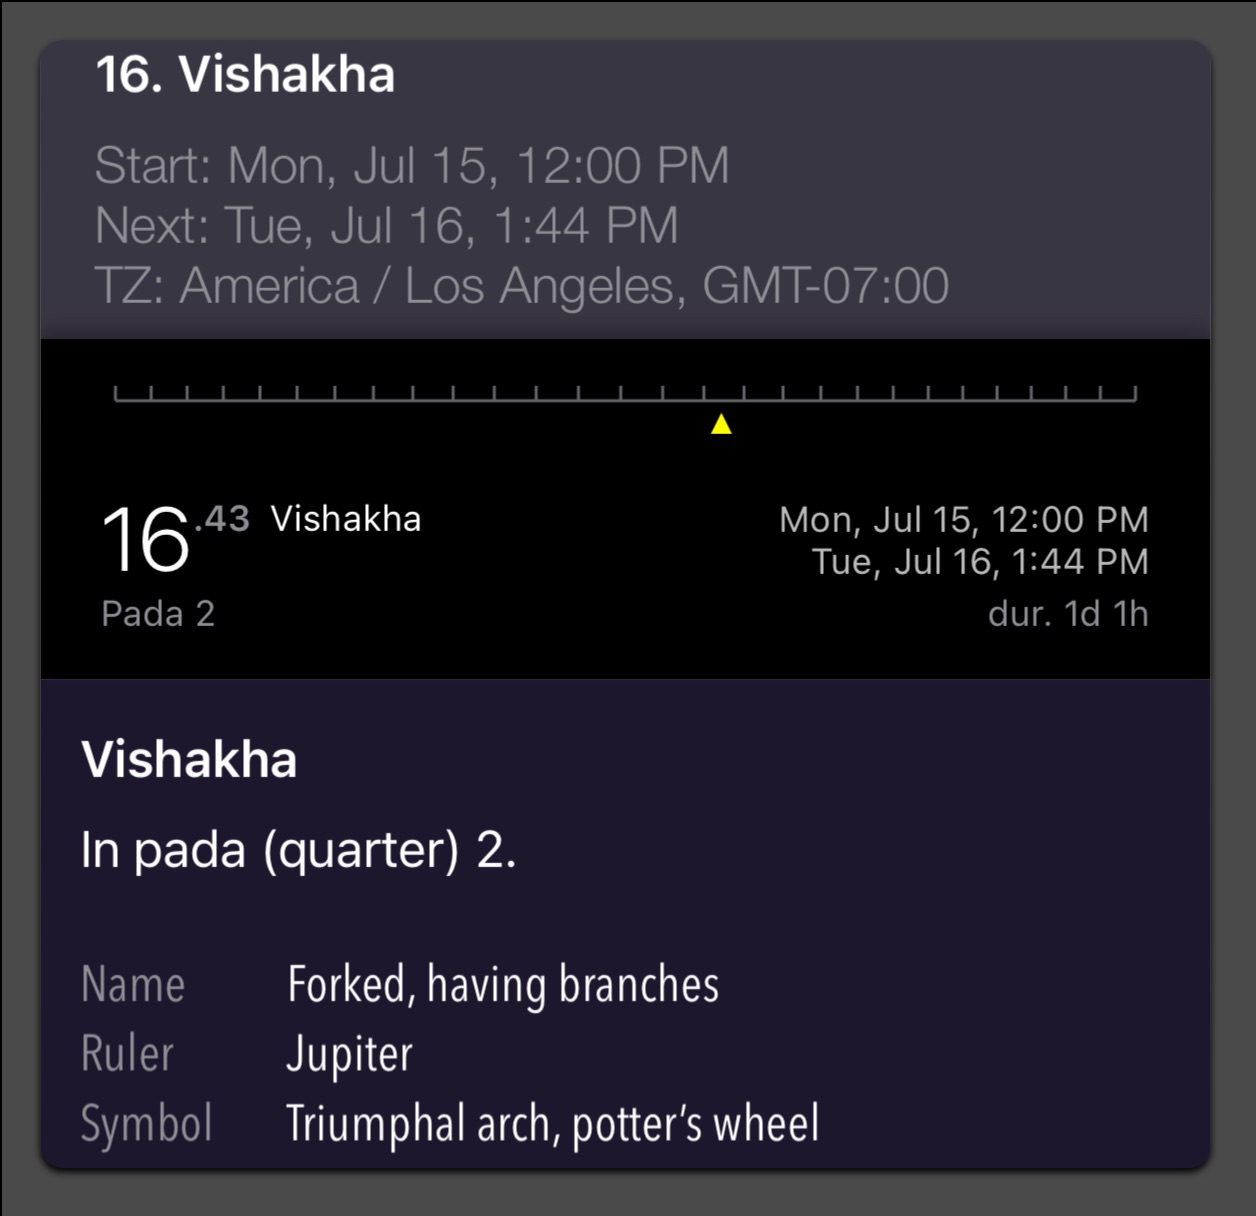 16. Vishakha
Start: Mon, Jul 15, 12:00 PM
Next: Tue, Jul 16, 1:44 PM
TZ: America / Los Angeles, GMT-07:00
16.43 Vishakha
Mon, Jul 15, 12:00 PM
Tue, Jul 16, 1:44 PM
Pada 2
dur. 1d 1h
Vishakha
In pada (quarter) 2.
Name Forked, having branches
Ruler Jupiter
Symbol Triumphal arch, potter’s wheel